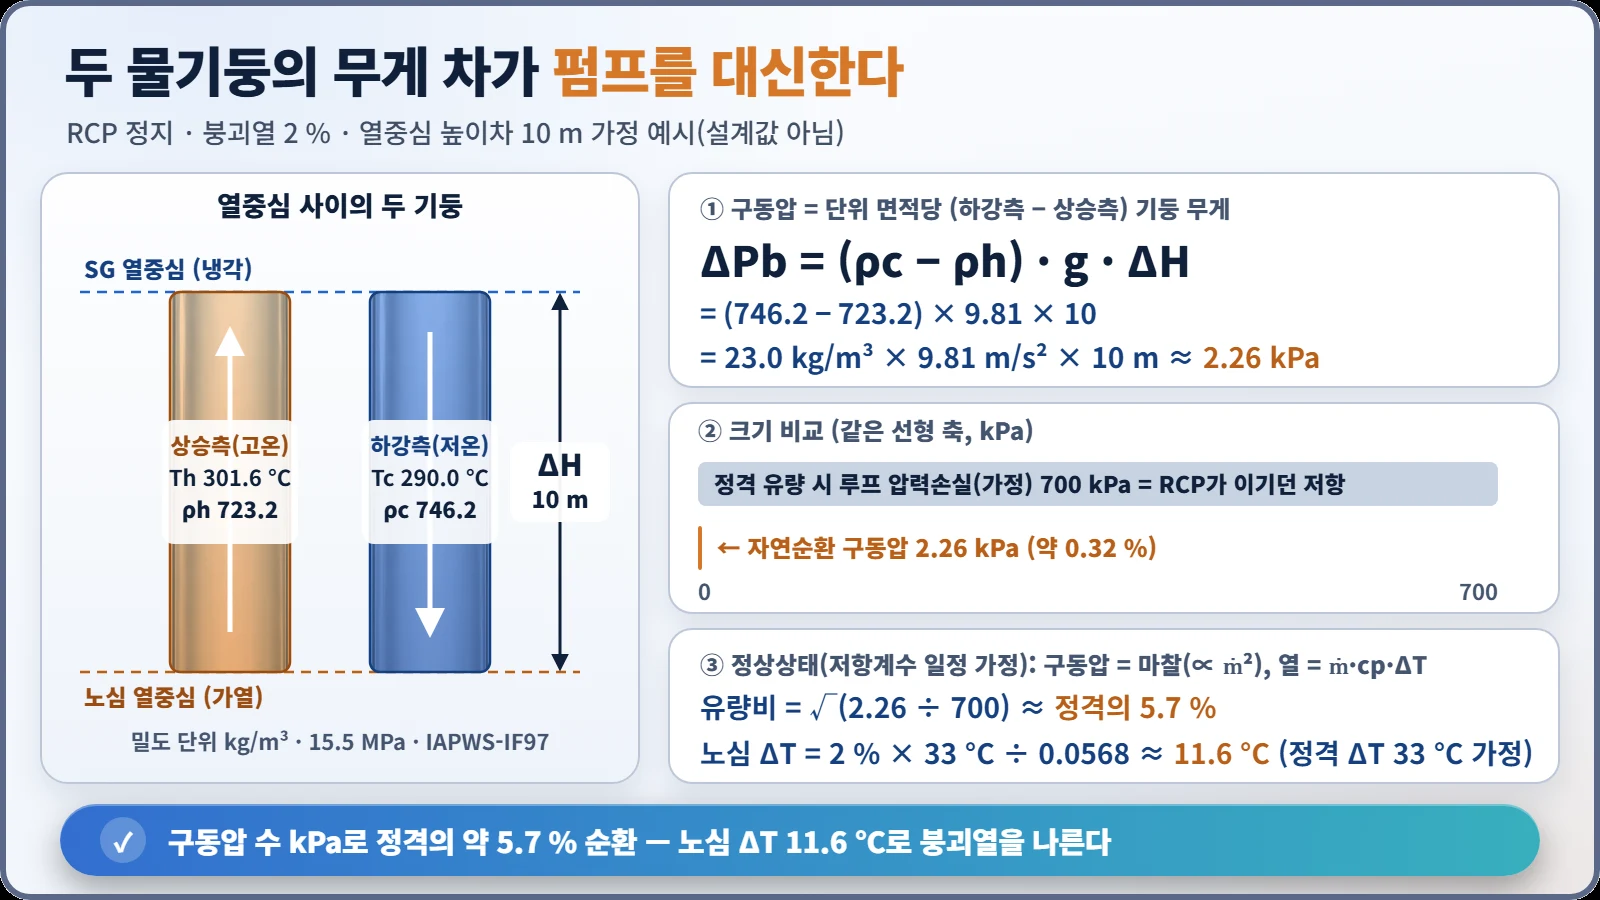 두 물기둥의 무게 차가 펌프를 대신한다
RCP 정지 · 붕괴열 2 % · 열중심 높이차 10 m 가정 예시(설계값 아님)
열중심 사이의 두 기둥
SG 열중심 (냉각)
상승측(고온)
Th 301.6 °C
ρh 723.2
하강측(저온)
Tc 290.0 °C
ρc 746.2
ΔH
10 m
노심 열중심 (가열)
밀도 단위 kg/m³ · 15.5 MPa · IAPWS-IF97
① 구동압 = 단위 면적당 (하강측 − 상승측) 기둥 무게
ΔPb = (ρc − ρh) · g · ΔH
= (746.2 − 723.2) × 9.81 × 10
= 23.0 kg/m³ × 9.81 m/s² × 10 m ≈ 2.26 kPa
② 크기 비교 (같은 선형 축, kPa)
정격 유량 시 루프 압력손실(가정) 700 kPa = RCP가 이기던 저항
← 자연순환 구동압 2.26 kPa (약 0.32 %)
0 700
③ 정상상태(저항계수 일정 가정): 구동압 = 마찰(∝ ṁ²), 열 = ṁ·cp·ΔT
유량비 = √(2.26 ÷ 700) ≈ 정격의 5.7 %
노심 ΔT = 2 % × 33 °C ÷ 0.0568 ≈ 11.6 °C (정격 ΔT 33 °C 가정)
✓ 구동압 수 kPa로 정격의 약 5.7 % 순환 — 노심 ΔT 11.6 °C로 붕괴열을 나른다